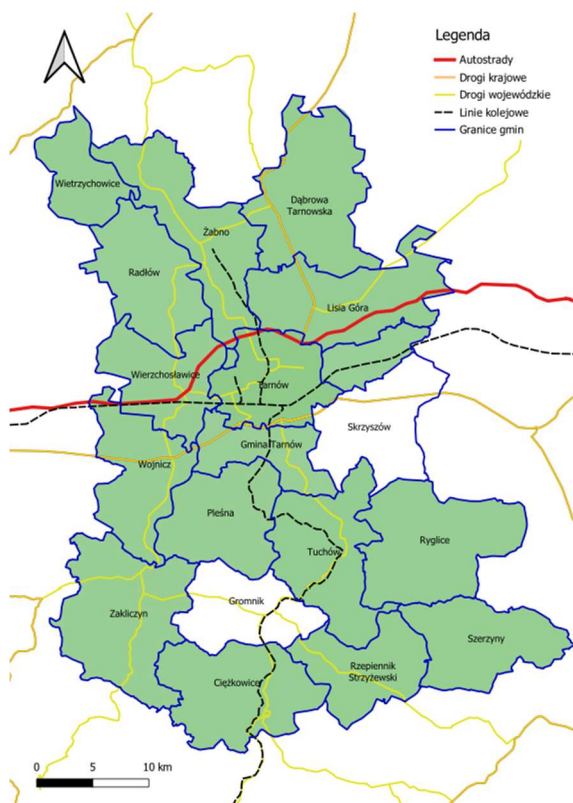 Legenda
Autostrady
Drogi krajowe
Drogi wojewódzkie
Linie kolejowe
Granice gmin
Wietrzychowice
Dąbrowa
Tarnowska
Żabno
Radłów
Lisia Góra
Wierzchosławice
Tarnów
Skrzyszów
Gmina Tarnów
Wojnicz
Pleśna
Ryglice
Tuchów
Gromnik
Zakliczyn
Szerzyny
Rzepiennik
Strzyżewski
Ciężkowice
0 5 10 km